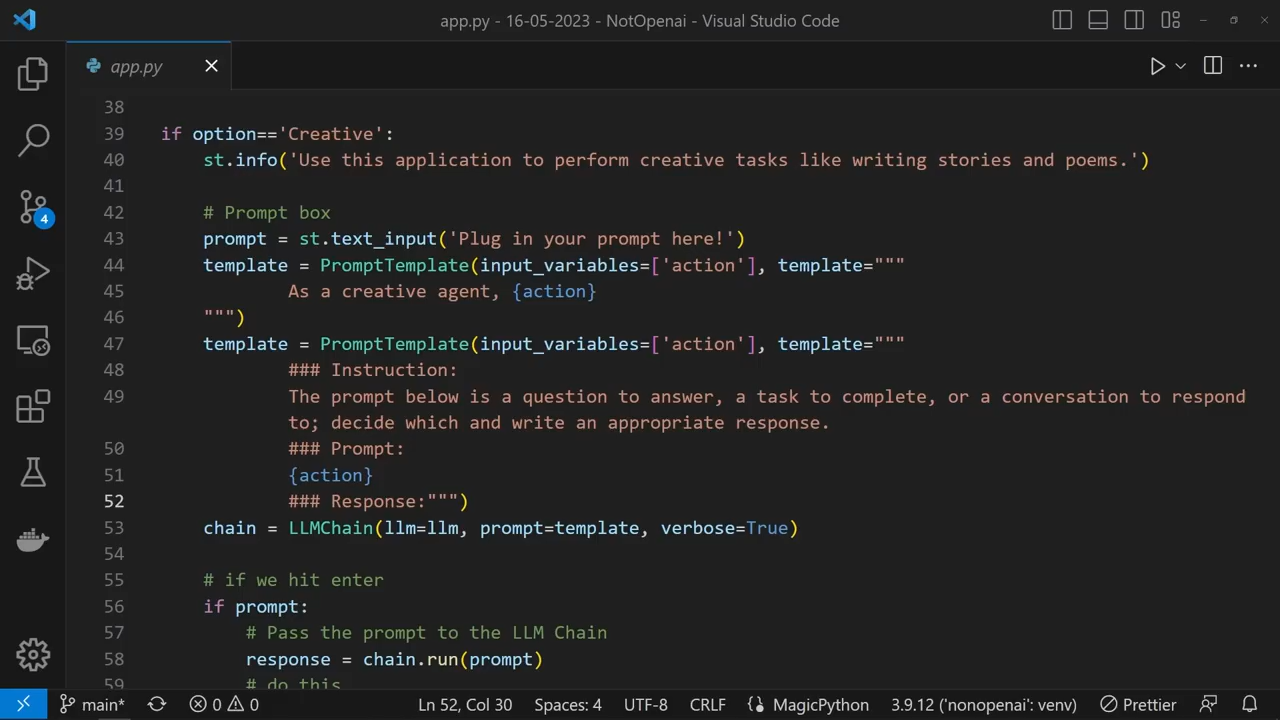 app.py - 16-05-2023 - NotOpenai - Visual Studio Code
app.py
38
39 if option=='Creative':
40 st.info('Use this application to perform creative tasks like writing stories and poems.')
41
42 # Prompt box
43 prompt = st.text_input('Plug in your prompt here!')
44 template = PromptTemplate(input_variables=['action'], template="""
45 As a creative agent, {action}
46 """)
47 template = PromptTemplate(input_variables=['action'], template="""
48 ### Instruction:
49 The prompt below is a question to answer, a task to complete, or a conversation to respond
to; decide which and write an appropriate response.
50 ### Prompt:
51 {action}
52 ### Response:""")
53 chain = LLMChain(llm=llm, prompt=template, verbose=True)
54
55 # if we hit enter
56 if prompt:
57 # Pass the prompt to the LLM Chain
58 response = chain.run(prompt)
59 # do this
4
main* 0 0 Ln 52, Col 30 Spaces: 4 UTF-8 CRLF MagicPython 3.9.12 ('nonopenai': venv) Prettier